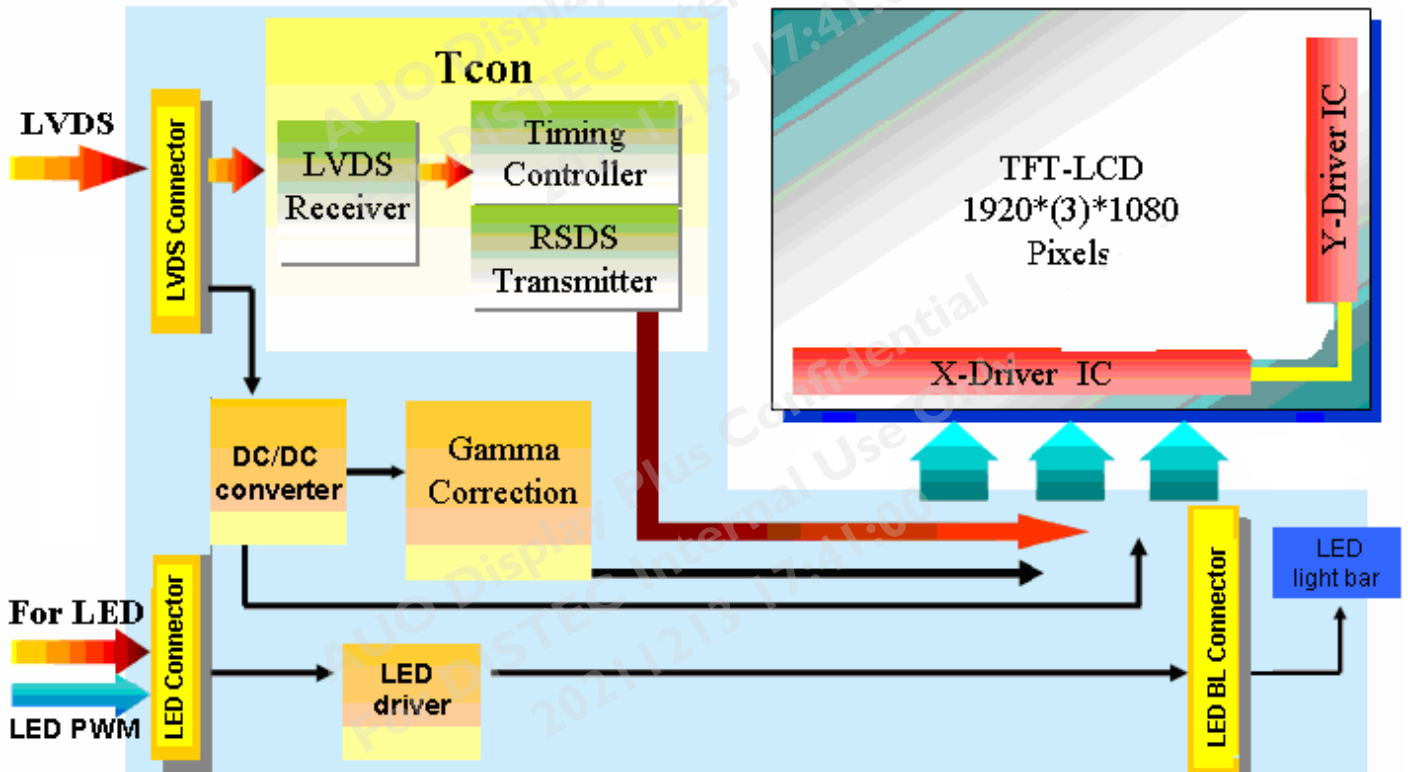 Tcon
LVDS
LVDS Connector
LVDS
Receiver
Timing
Controller
RSDS
Transmitter
TFT-LCD
1920*(3)*1080
Pixels
Y-Driver IC
X-Driver IC
DC/DC
converter
Gamma
Correction
For LED
LED PWM
LED Connector
LED
driver
LED BL Connector
LED
light bar
AUO Display Plus Confidential
For DISTEC Internal Use Only
2021/12/13 17:41:00